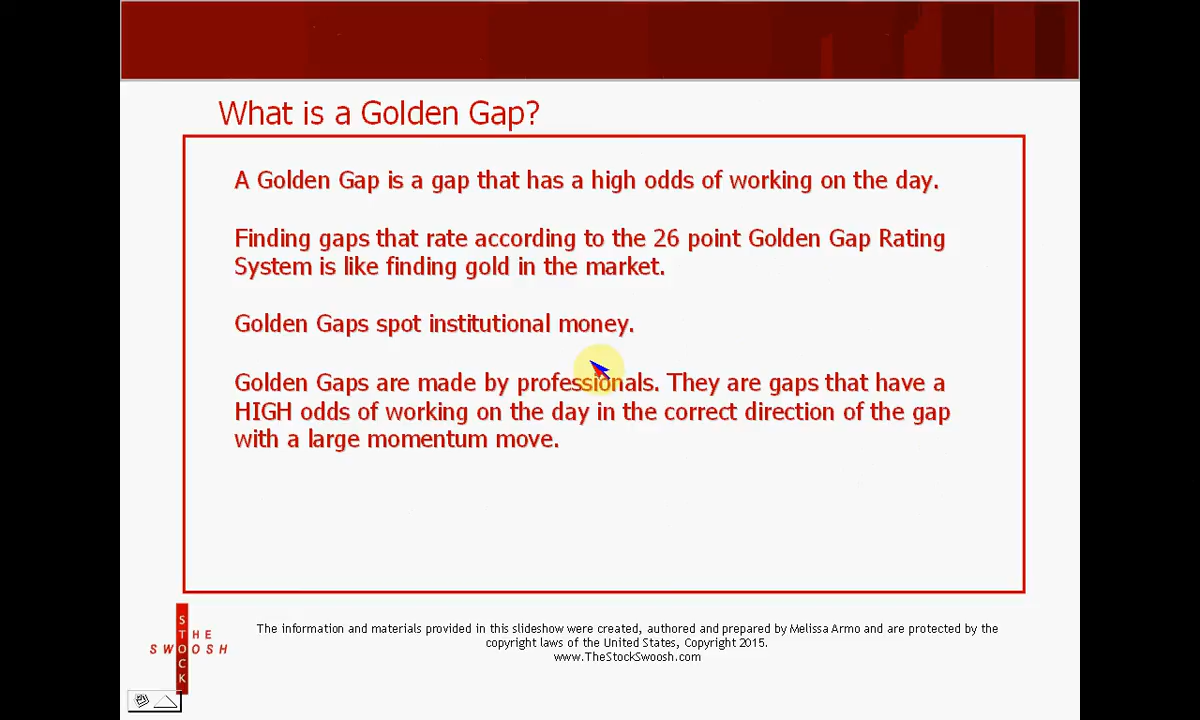 What is a Golden Gap?
A Golden Gap is a gap that has a high odds of working on the day.
Finding gaps that rate according to the 26 point Golden Gap Rating
System is like finding gold in the market.
Golden Gaps spot institutional money.
Golden Gaps are made by professionals. They are gaps that have a
HIGH odds of working on the day in the correct direction of the gap
with a large momentum move.
THE
STOCK
SWOOSH
The information and materials provided in this slideshow were created, authored and prepared by Melissa Armo and are protected by the
copyright laws of the United States, Copyright 2015.
www.TheStockSwoosh.com